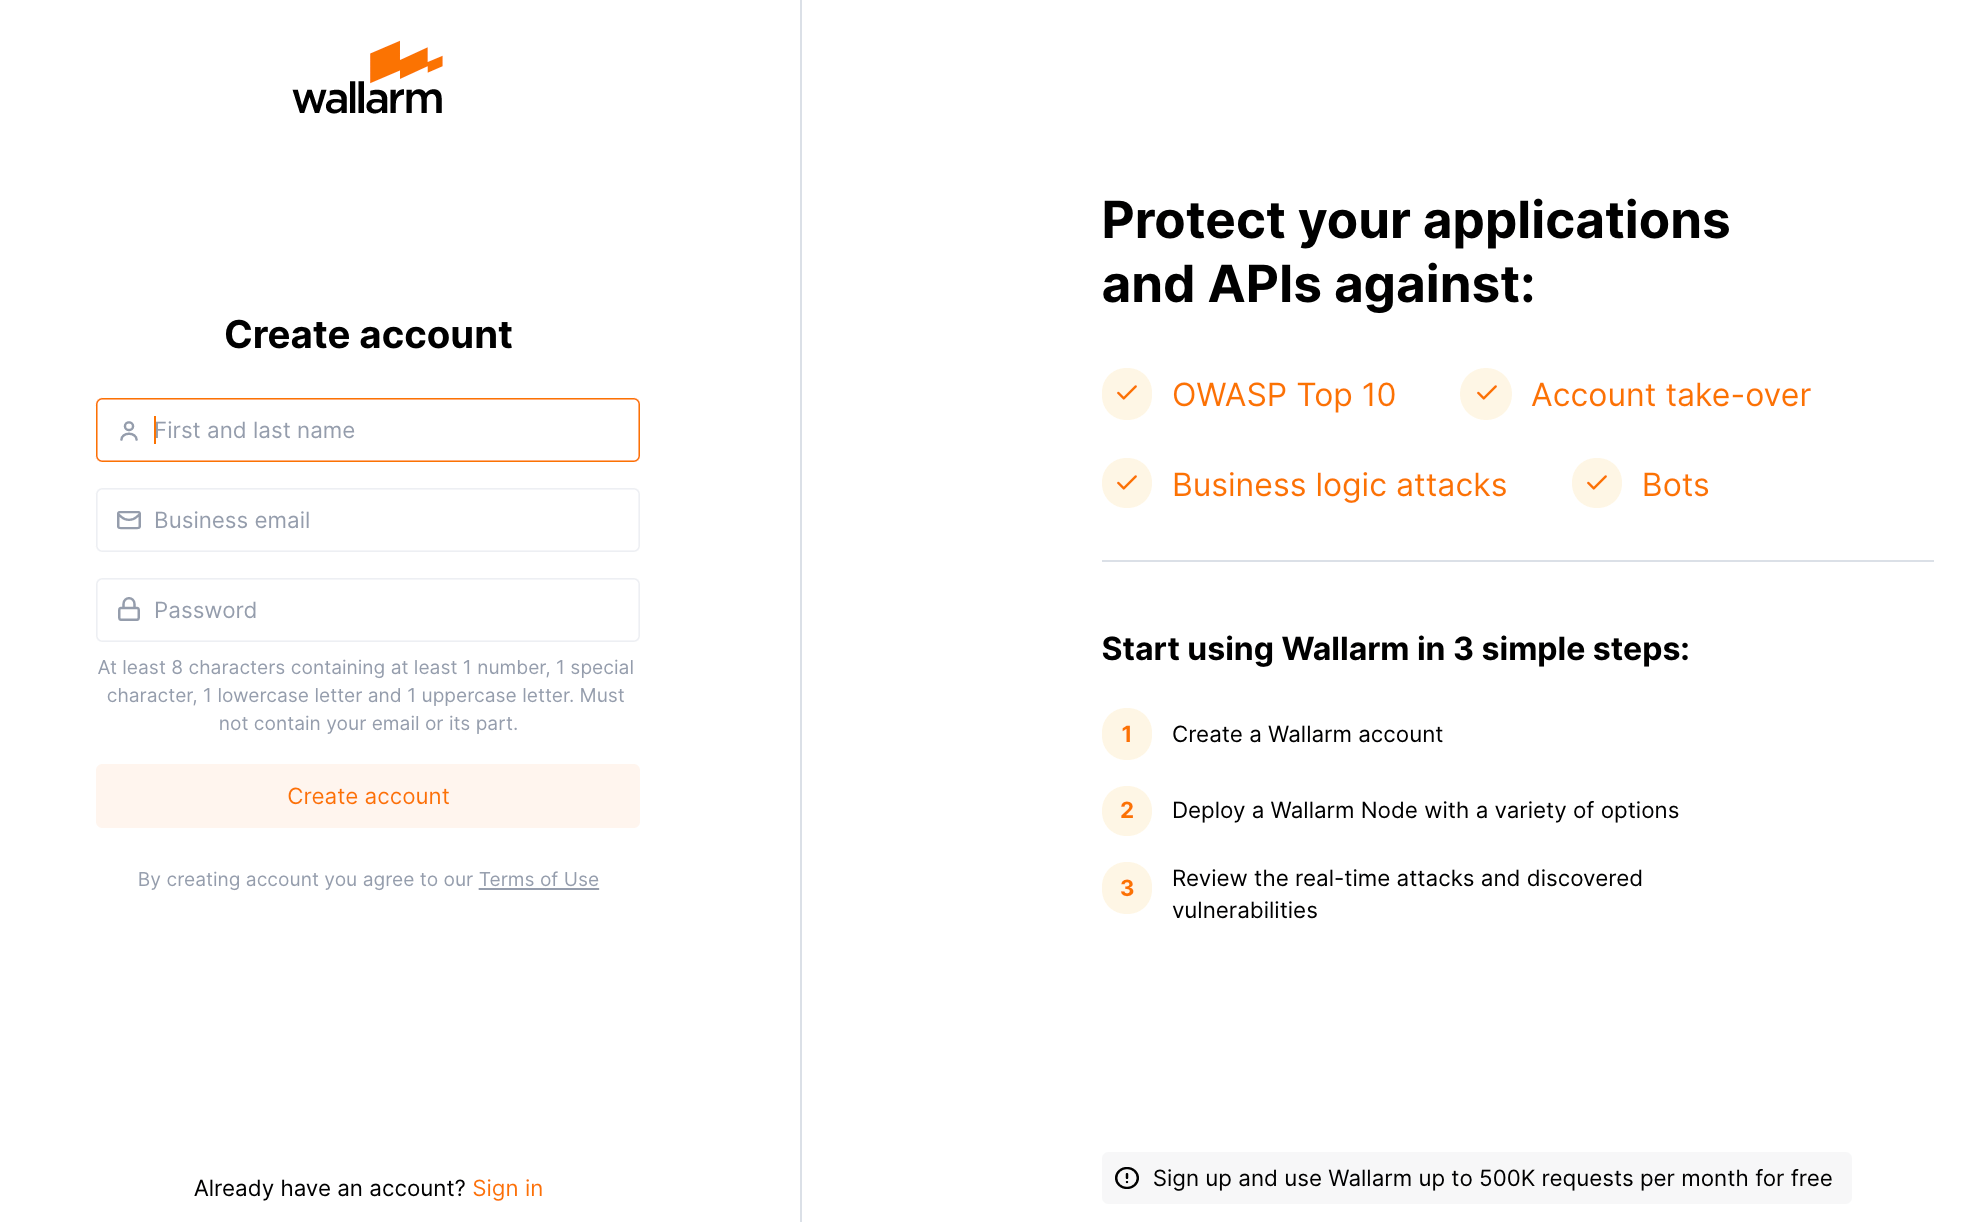 wallarm
Create account
First and last name
Business email
Password
At least 8 characters containing at least 1 number, 1 special
character, 1 lowercase letter and 1 uppercase letter. Must
not contain your email or its part.
Create account
By creating account you agree to our Terms of Use
Already have an account? Sign in
Protect your applications
and APIs against:
OWASP Top 10
Account take-over
Business logic attacks
Bots
Start using Wallarm in 3 simple steps:
1 Create a Wallarm account
2 Deploy a Wallarm Node with a variety of options
3 Review the real-time attacks and discovered
vulnerabilities
Sign up and use Wallarm up to 500K requests per month for free